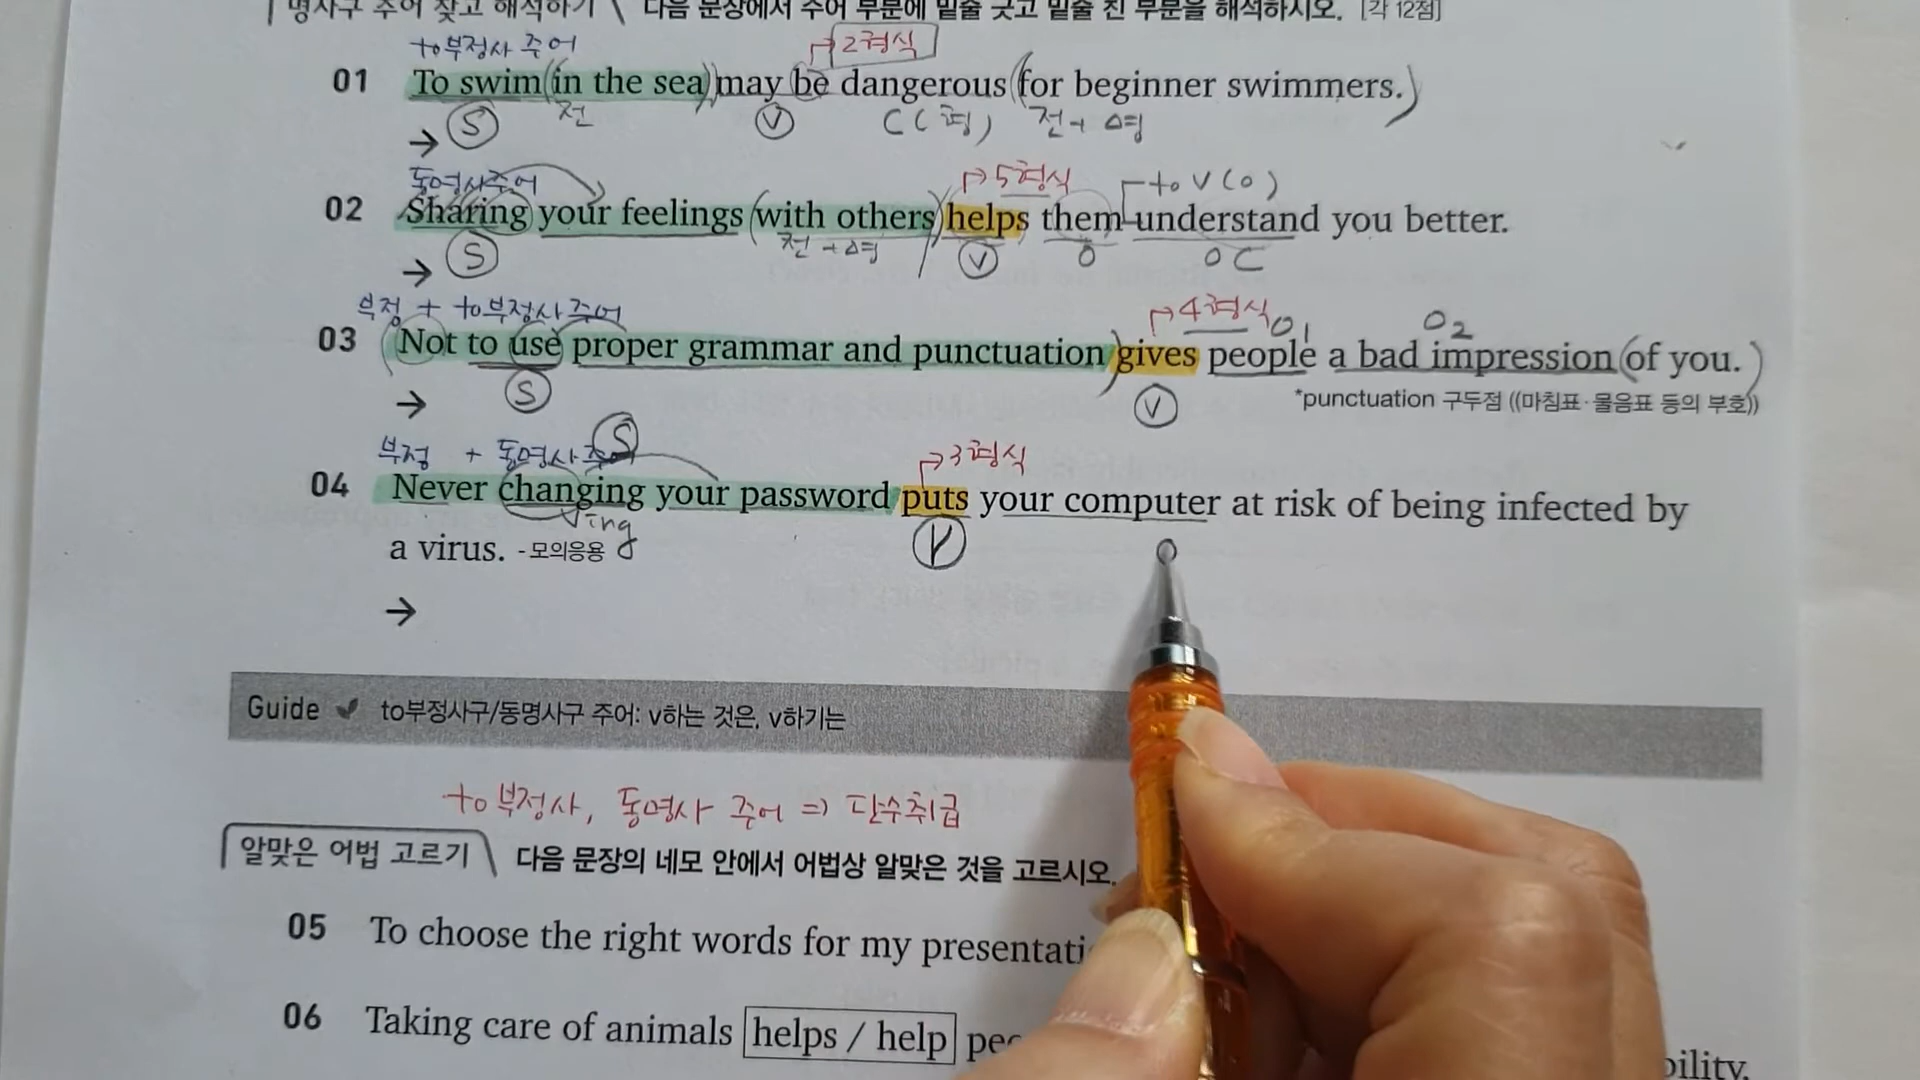 명사구 주어 찾고 해석하기 다음 문장에서 주어 부분에 밑줄 긋고 밑줄 친 부분을 해석하시오. [각 12점]
to부정사 주어 2형식
01 To swim (in the sea) may be dangerous (for beginner swimmers.)
S 전 V C(형) 전+명
→
동명사주어 5형식 to V(O)
02 Sharing your feelings (with others) helps them understand you better.
S 전+명 V O OC
→
부정 + to부정사주어 4형식 O1 O2
03 (Not to use proper grammar and punctuation) gives people a bad impression (of you.)
*punctuation 구두점 ((마침표·물음표 등의 부호))
→ S V
부정 + 동명사주어 S 3형식
04 Never changing your password puts your computer at risk of being infected by
Ving V O
a virus. - 모의응용
→
Guide to부정사구/동명사구 주어: v하는 것은, v하기는
to부정사, 동명사 주어 ⇒ 단수취급
알맞은 어법 고르기 다음 문장의 네모 안에서 어법상 알맞은 것을 고르시오.
05 To choose the right words for my presentati
06 Taking care of animals helps / help pe bility.